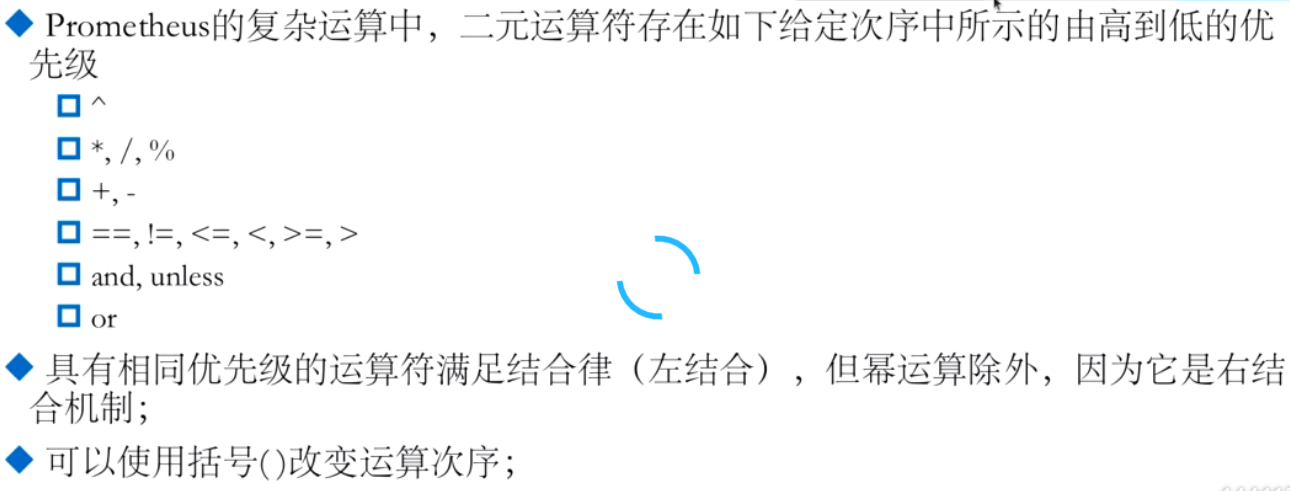 Prometheus的复杂运算中，二元运算符存在如下给定次序中所示的由高到低的优
先级
^
*, /, %
+, -
==, !=, <=, <, >=, >
and, unless
or
具有相同优先级的运算符满足结合律（左结合），但幂运算除外，因为它是右结
合机制；
可以使用括号()改变运算次序；